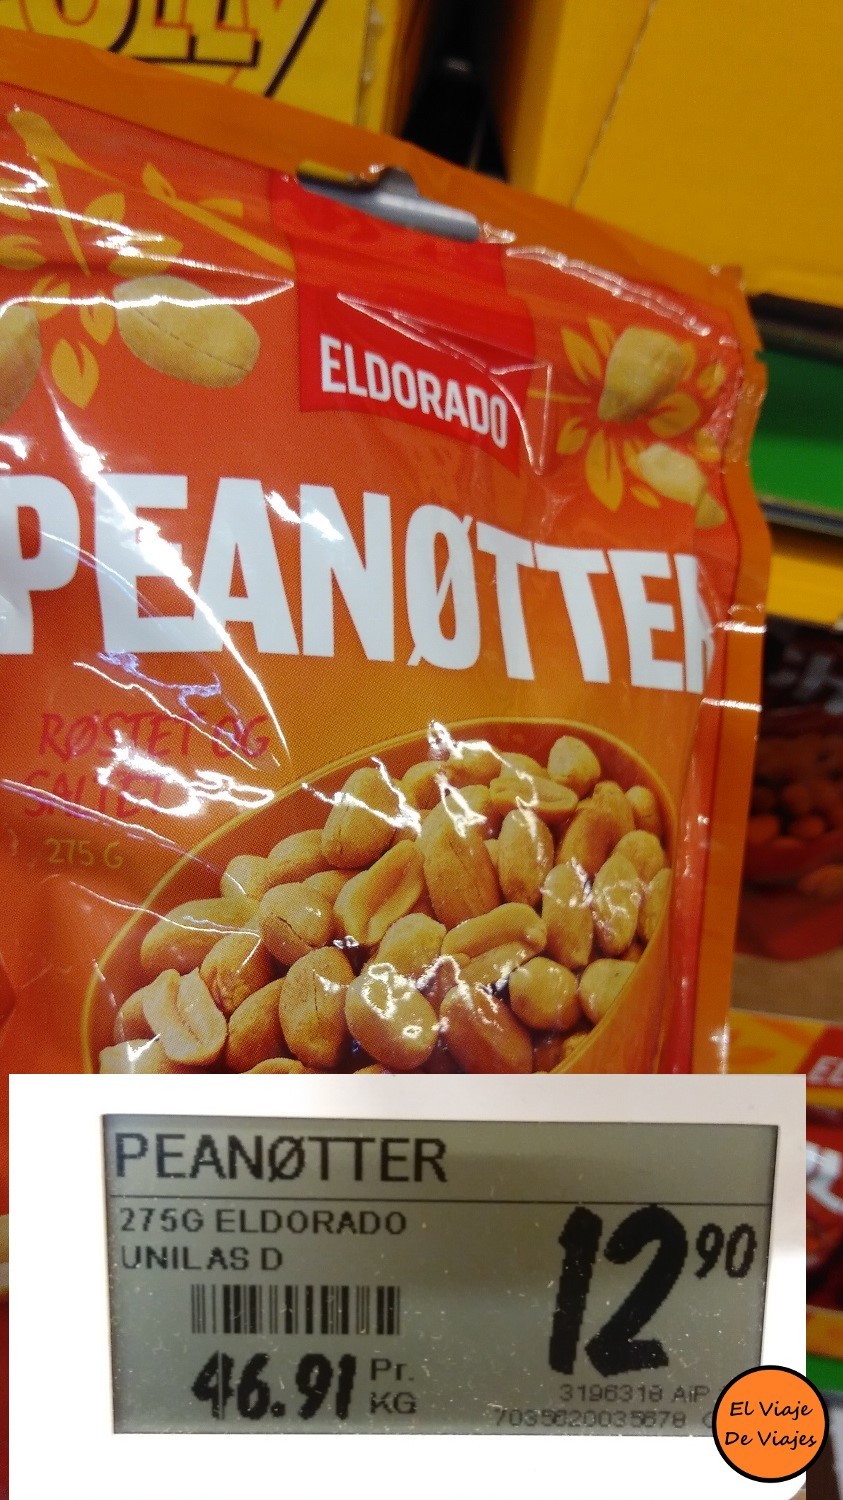 ELDORADO
PEANØTTER
RØSTET OG
SALTET
275 G
PEANØTTER
275G ELDORADO
UNILAS D
12 90
46.91 Pr. KG
3196318 AiP
7035620035678
El Viaje
De Viajes